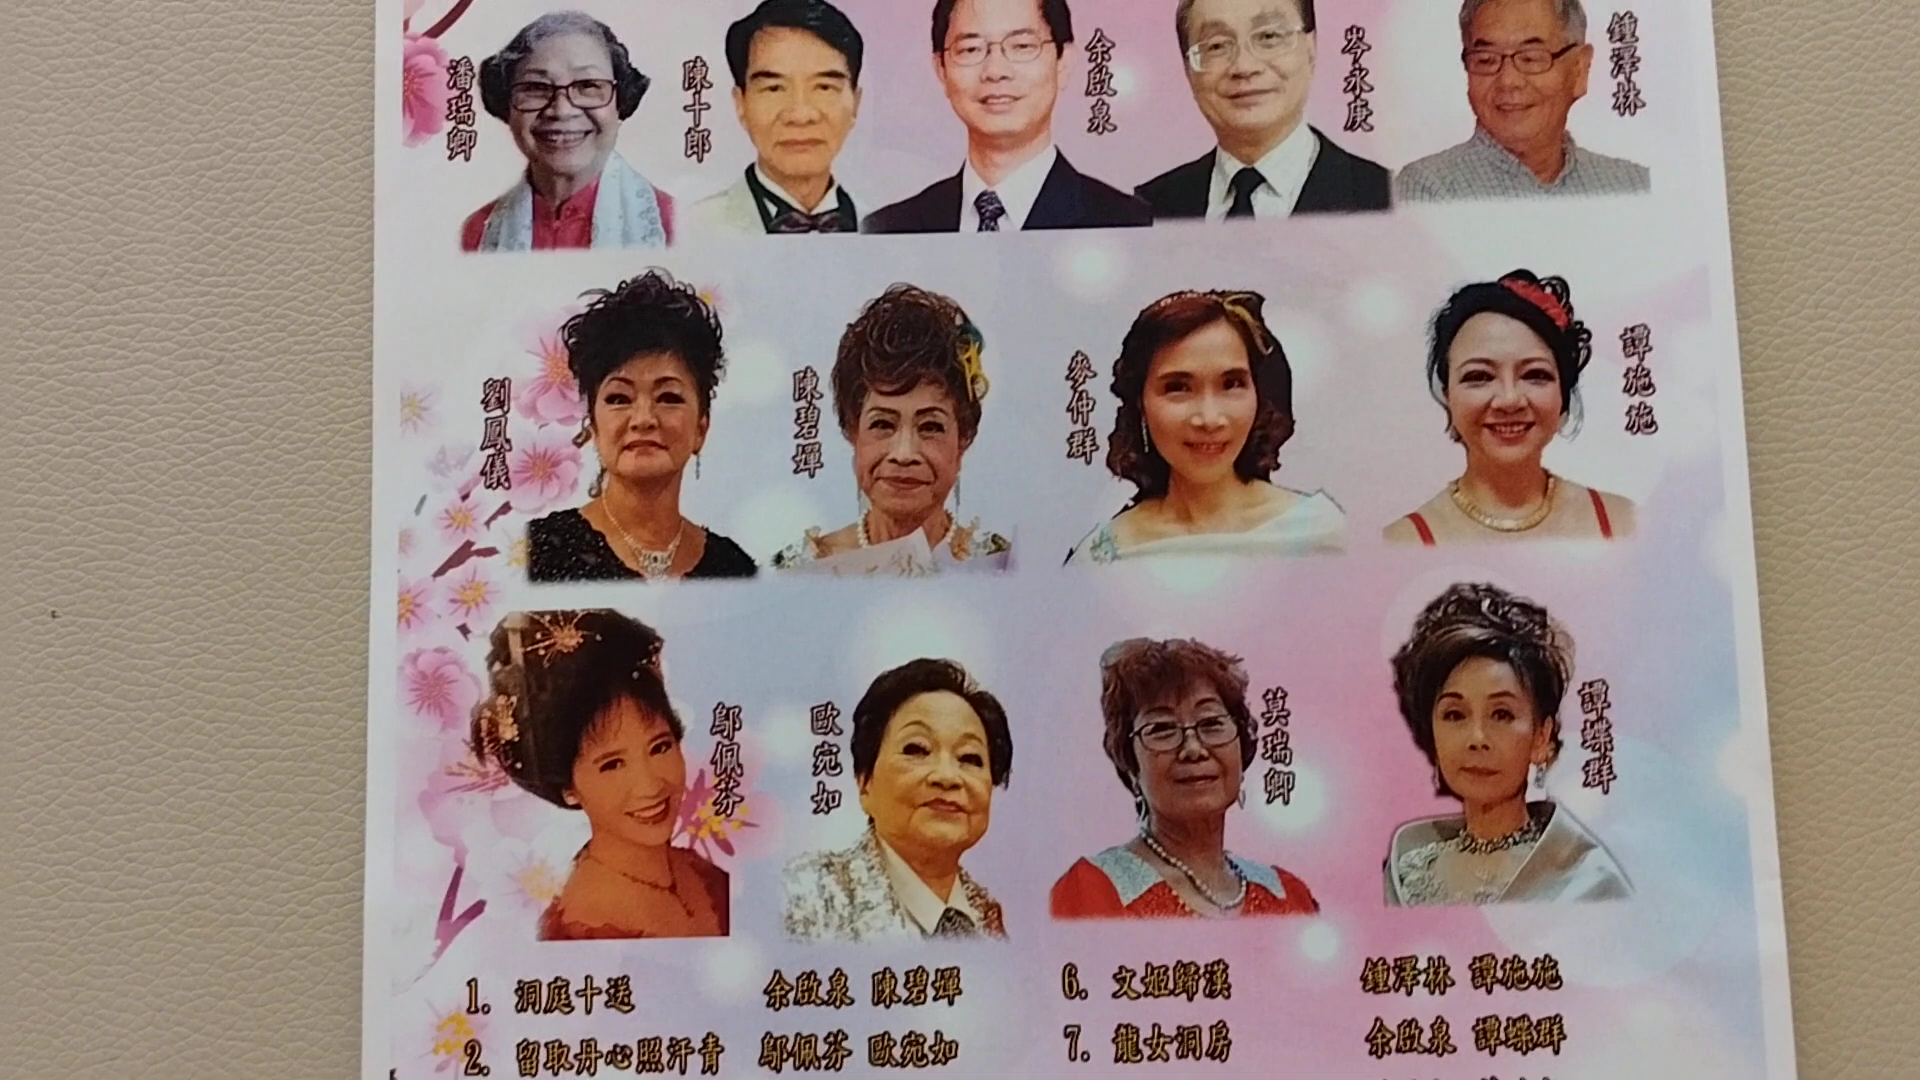 潘瑞卿
陳十郎
余啟泉
岑永庚
鍾澤林
劉鳳儀
陳碧嬋
麥仲群
譚施施
鄔佩芬
歐宛如
莫瑞卿
譚蝶群
1. 洞庭十送 余啟泉 陳碧嬋
2. 留取丹心照汗青 鄔佩芬 歐宛如
6. 文姬歸漢 鍾澤林 譚施施
7. 龍女洞房 余啟泉 譚蝶群